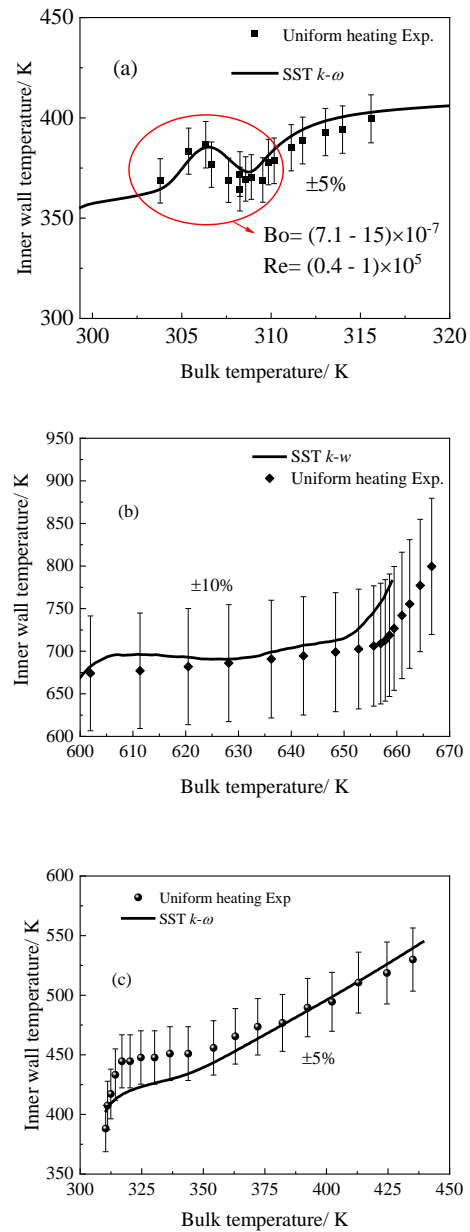 Uniform heating Exp.
(a)
SST k-ω
400
±5%
350
Bo= (7.1 - 15)×10⁻⁷
Re= (0.4 - 1)×10⁵
300
300 305 310 315 320
Inner wall temperature/ K
Bulk temperature/ K
950
SST k-w
900
(b)
Uniform heating Exp.
850
800
±10%
750
700
650
600
600 610 620 630 640 650 660 670
Inner wall temperature/ K
Bulk temperature/ K
600
Uniform heating Exp
SST k-ω
550
(c)
500
450
±5%
400
350
300 325 350 375 400 425 450
Inner wall temperature/ K
Bulk temperature/ K